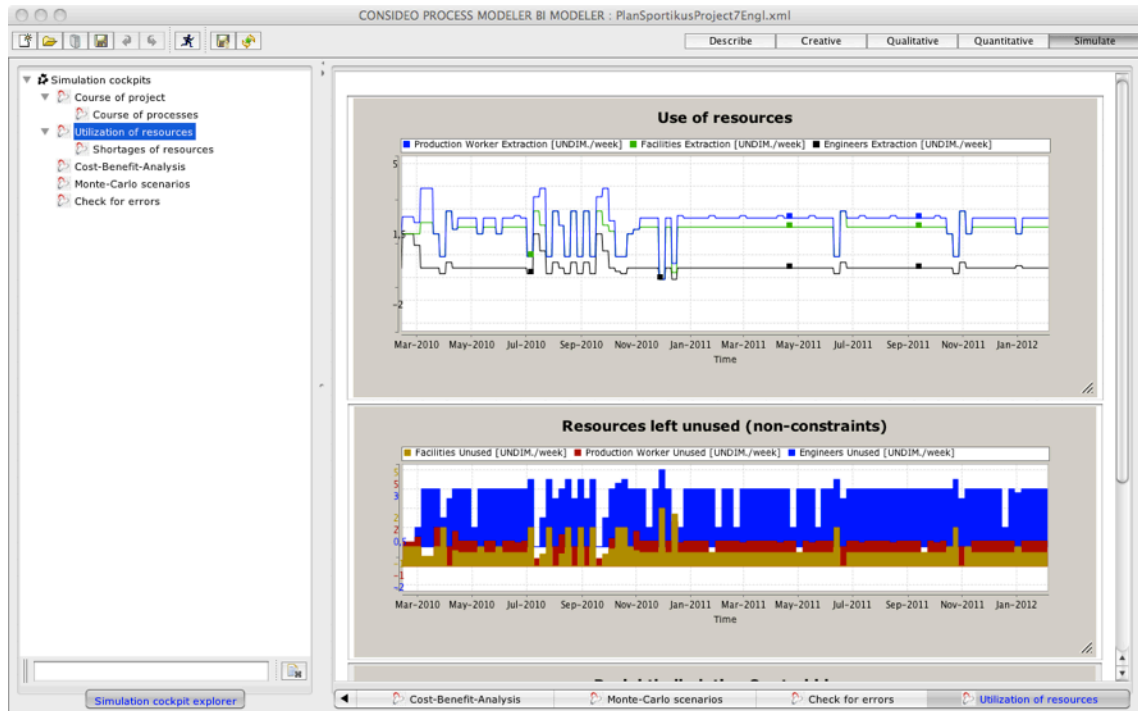 CONSIDEO PROCESS MODELER BI MODELER : PlanSportikusProject7Engl.xml
Describe Creative Qualitative Quantitative Simulate
Simulation cockpits
Course of project
Course of processes
Utilization of resources
Shortages of resources
Cost-Benefit-Analysis
Monte-Carlo scenarios
Check for errors
Use of resources
Production Worker Extraction [UNDIM./week] Facilities Extraction [UNDIM./week] Engineers Extraction [UNDIM./week]
5
1,5
-2
Mar-2010 May-2010 Jul-2010 Sep-2010 Nov-2010 Jan-2011 Mar-2011 May-2011 Jul-2011 Sep-2011 Nov-2011 Jan-2012
Time
Resources left unused (non-constraints)
Facilities Unused [UNDIM./week] Production Worker Unused [UNDIM./week] Engineers Unused [UNDIM./week]
5
5
3
2
2
0,5
-1
-2
Mar-2010 May-2010 Jul-2010 Sep-2010 Nov-2010 Jan-2011 Mar-2011 May-2011 Jul-2011 Sep-2011 Nov-2011 Jan-2012
Time
Simulation cockpit explorer
Cost-Benefit-Analysis Monte-Carlo scenarios Check for errors Utilization of resources